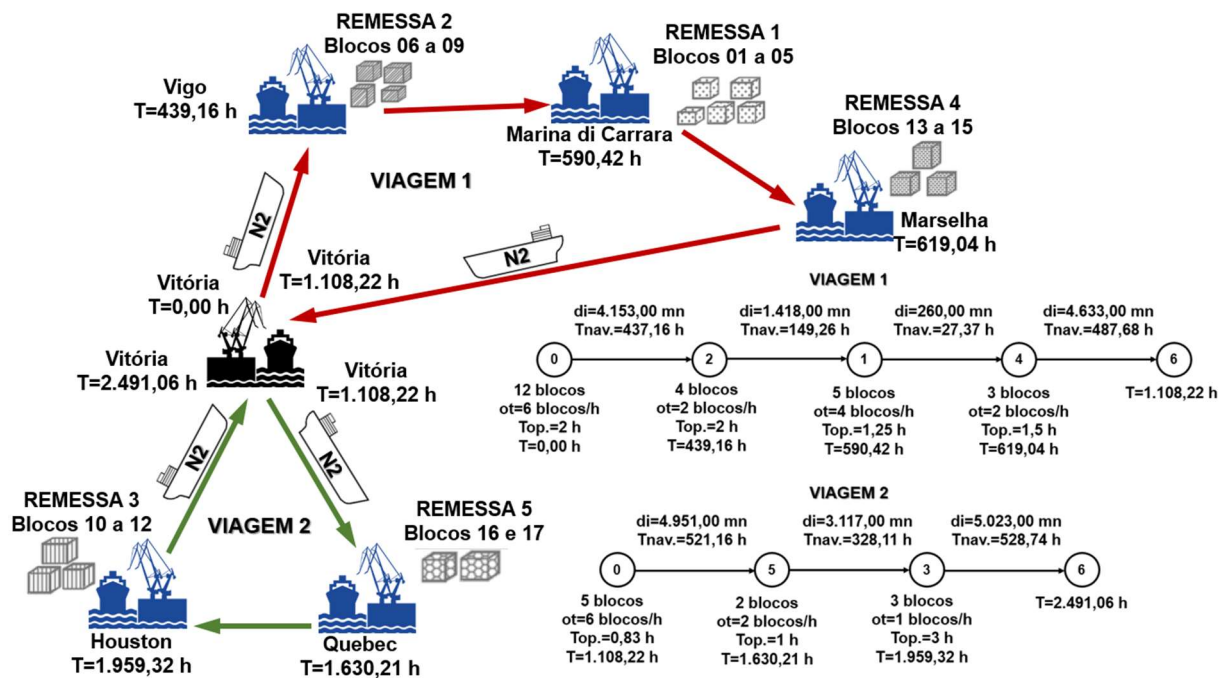 REMESSA 2
Blocos 06 a 09
Vigo
T=439,16 h
REMESSA 1
Blocos 01 a 05
Marina di Carrara
T=590,42 h
REMESSA 4
Blocos 13 a 15
Marselha
T=619,04 h
VIAGEM 1
N2
N2
Vitória
T=0,00 h
Vitória
T=1.108,22 h
Vitória
T=2.491,06 h
Vitória
T=1.108,22 h
N2
N2
REMESSA 3
Blocos 10 a 12
VIAGEM 2
REMESSA 5
Blocos 16 e 17
Houston
T=1.959,32 h
Quebec
T=1.630,21 h
VIAGEM 1
di=4.153,00 mn
Tnav.=437,16 h
di=1.418,00 mn
Tnav.=149,26 h
di=260,00 mn
Tnav.=27,37 h
di=4.633,00 mn
Tnav.=487,68 h
0
2
1
4
6
12 blocos
ot=6 blocos/h
Top.=2 h
T=0,00 h
4 blocos
ot=2 blocos/h
Top.=2 h
T=439,16 h
5 blocos
ot=4 blocos/h
Top.=1,25 h
T=590,42 h
3 blocos
ot=2 blocos/h
Top.=1,5 h
T=619,04 h
T=1.108,22 h
VIAGEM 2
di=4.951,00 mn
Tnav.=521,16 h
di=3.117,00 mn
Tnav.=328,11 h
di=5.023,00 mn
Tnav.=528,74 h
0
5
3
6
5 blocos
ot=6 blocos/h
Top.=0,83 h
T=1.108,22 h
2 blocos
ot=2 blocos/h
Top.=1 h
T=1.630,21 h
3 blocos
ot=1 blocos/h
Top.=3 h
T=1.959,32 h
T=2.491,06 h